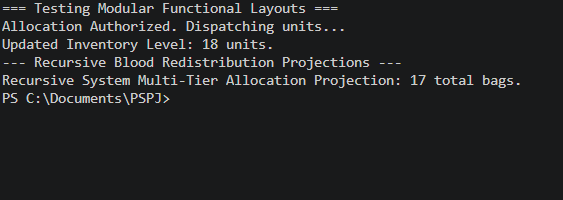 === Testing Modular Functional Layouts ===
Allocation Authorized. Dispatching units...
Updated Inventory Level: 18 units.
--- Recursive Blood Redistribution Projections ---
Recursive System Multi-Tier Allocation Projection: 17 total bags.
PS C:\Documents\PSPJ>